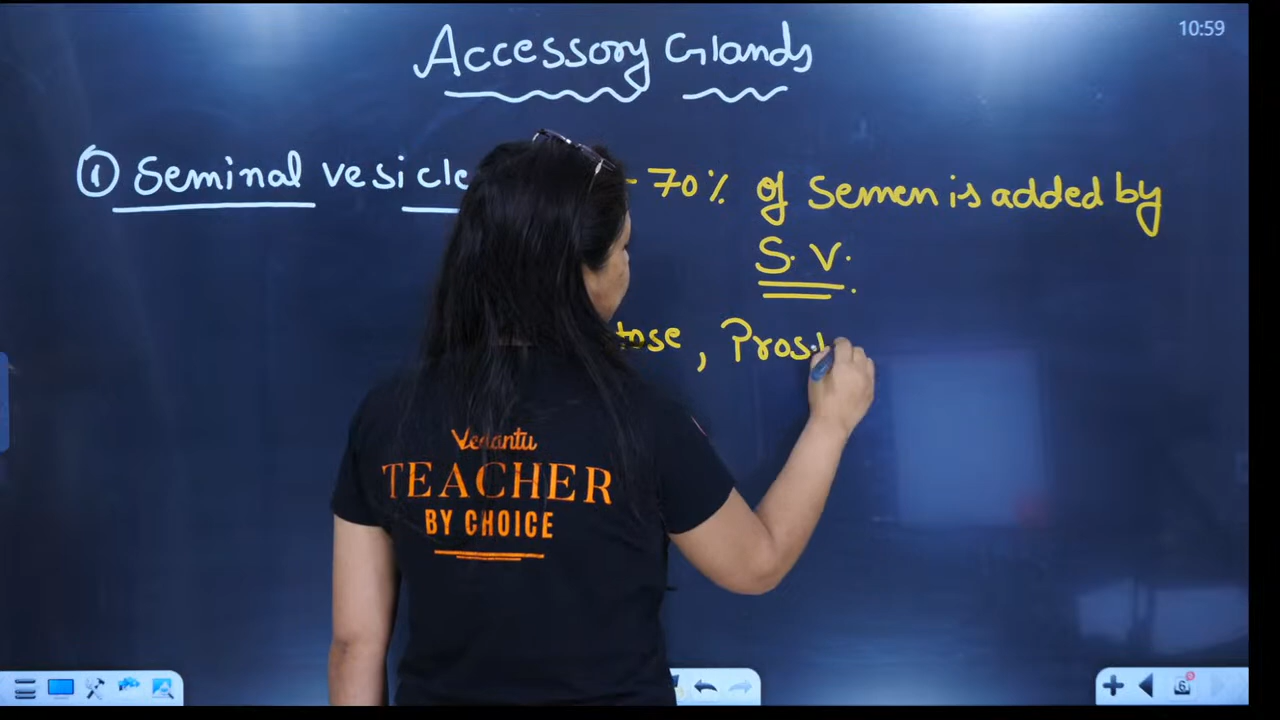 10:59
Accessory Glands
① Seminal vesicle - 70% of Semen is added by
S.V.
tose, Pros
Vedantu
TEACHER
BY CHOICE
6